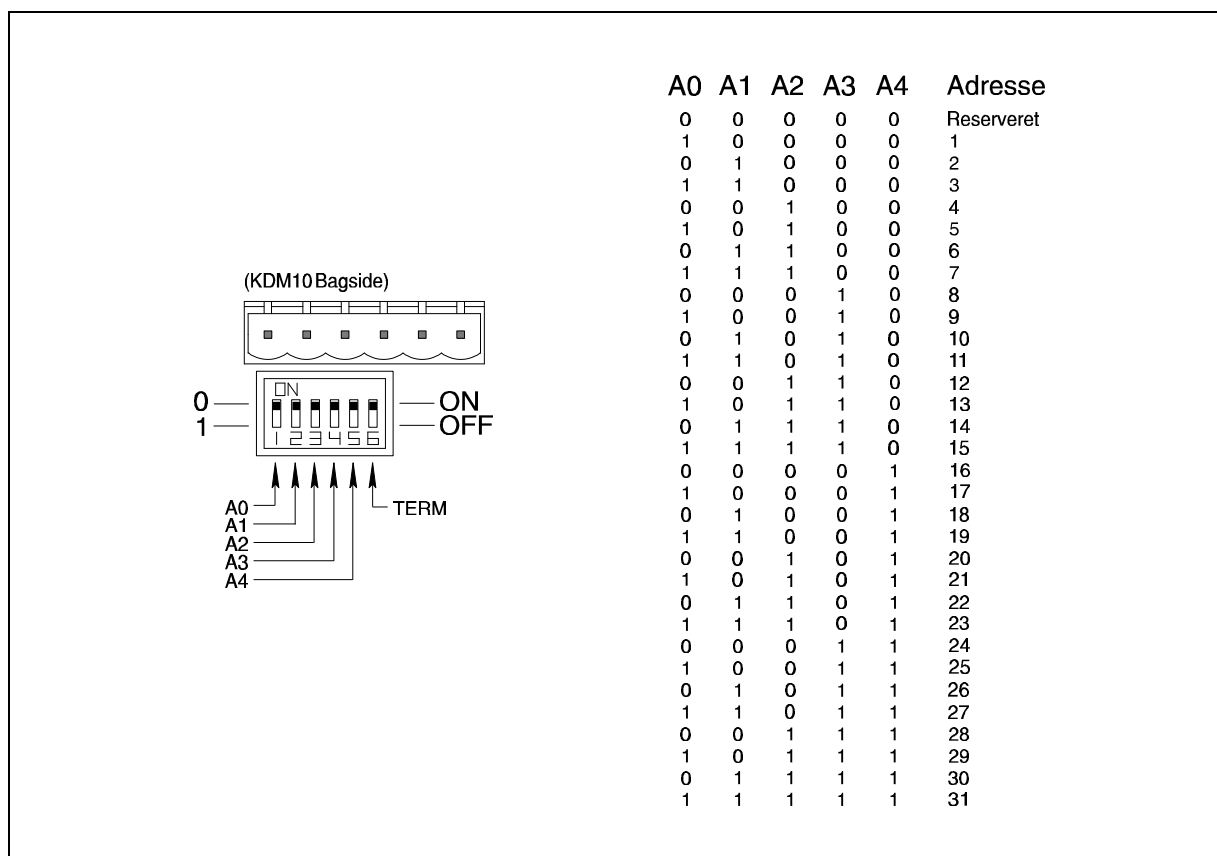 (KDM10 Bagside)
ON
0
1
ON
OFF
1 2 3 4 5 6
A0
A1
A2
A3
A4
TERM
A0 A1 A2 A3 A4 Adresse
0 0 0 0 0 Reserveret
1 0 0 0 0 1
0 1 0 0 0 2
1 1 0 0 0 3
0 0 1 0 0 4
1 0 1 0 0 5
0 1 1 0 0 6
1 1 1 0 0 7
0 0 0 1 0 8
1 0 0 1 0 9
0 1 0 1 0 10
1 1 0 1 0 11
0 0 1 1 0 12
1 0 1 1 0 13
0 1 1 1 0 14
1 1 1 1 0 15
0 0 0 0 1 16
1 0 0 0 1 17
0 1 0 0 1 18
1 1 0 0 1 19
0 0 1 0 1 20
1 0 1 0 1 21
0 1 1 0 1 22
1 1 1 0 1 23
0 0 0 1 1 24
1 0 0 1 1 25
0 1 0 1 1 26
1 1 0 1 1 27
0 0 1 1 1 28
1 0 1 1 1 29
0 1 1 1 1 30
1 1 1 1 1 31